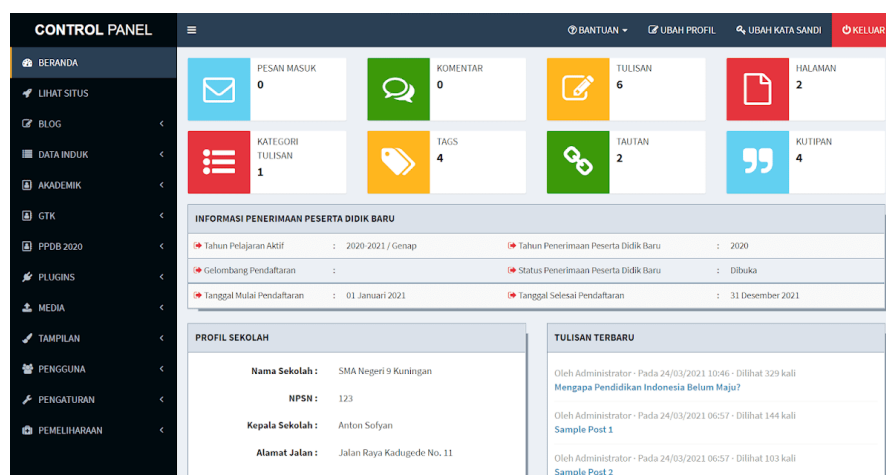 CONTROL PANEL
BANTUAN
UBAH PROFIL
UBAH KATA SANDI
KELUAR
BERANDA
LIHAT SITUS
BLOG
DATA INDUK
AKADEMIK
GTK
PPDB 2020
PLUGINS
MEDIA
TAMPILAN
PENGGUNA
PENGATURAN
PEMELIHARAAN
PESAN MASUK
0
KOMENTAR
0
TULISAN
6
HALAMAN
2
KATEGORI
TULISAN
1
TAGS
4
TAUTAN
2
KUTIPAN
4
INFORMASI PENERIMAAN PESERTA DIDIK BARU
Tahun Pelajaran Aktif : 2020-2021 / Genap
Tahun Penerimaan Peserta Didik Baru : 2020
Gelombang Pendaftaran :
Status Penerimaan Peserta Didik Baru : Dibuka
Tanggal Mulai Pendaftaran : 01 Januari 2021
Tanggal Selesai Pendaftaran : 31 Desember 2021
PROFIL SEKOLAH
Nama Sekolah : SMA Negeri 9 Kuningan
NPSN : 123
Kepala Sekolah : Anton Sofyan
Alamat Jalan : Jalan Raya Kadugede No. 11
TULISAN TERBARU
Oleh Administrator - Pada 24/03/2021 10:46 - Dilihat 329 kali
Mengapa Pendidikan Indonesia Belum Maju?
Oleh Administrator - Pada 24/03/2021 06:57 - Dilihat 144 kali
Sample Post 1
Oleh Administrator - Pada 24/03/2021 06:57 - Dilihat 103 kali
Sample Post 2